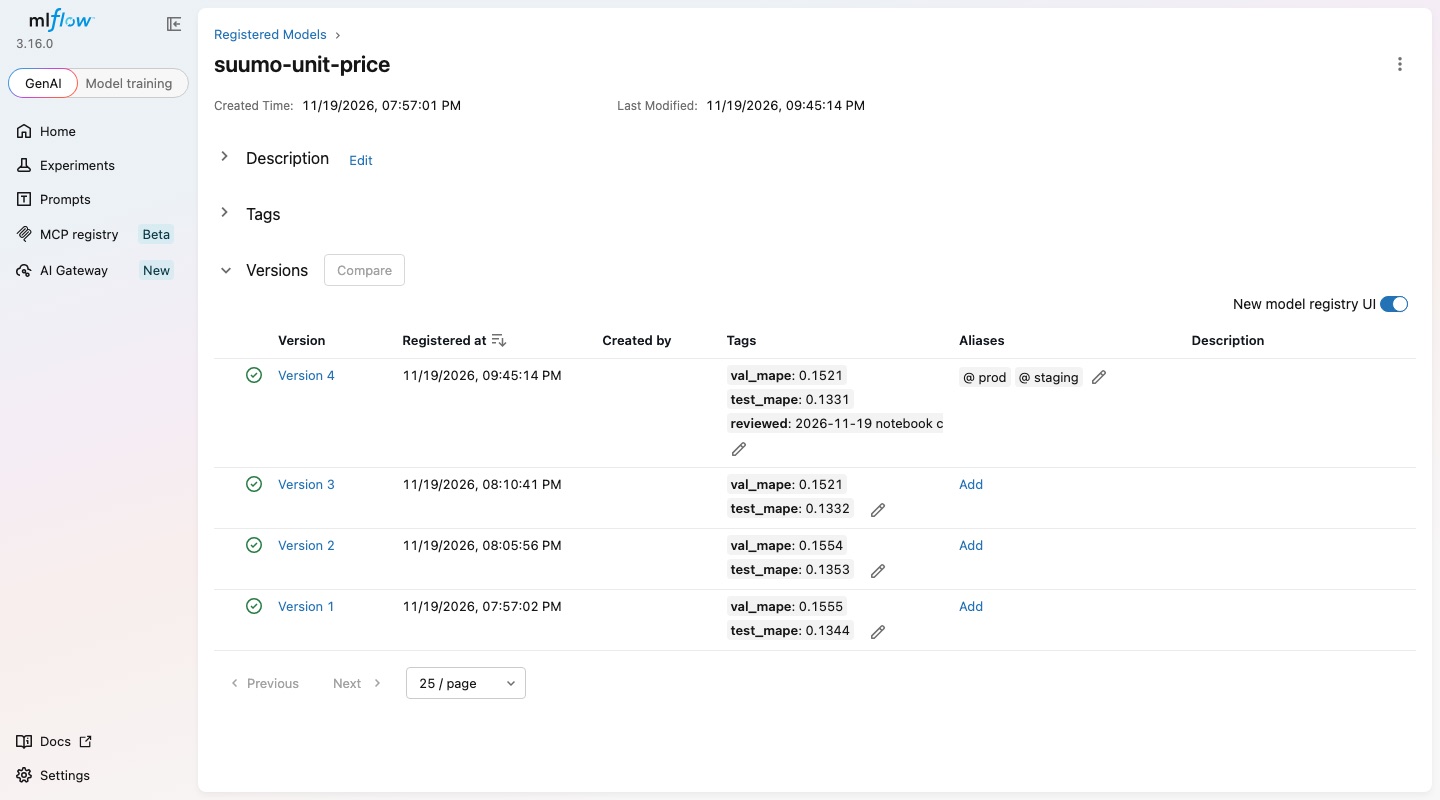 mlflow
3.16.0
GenAI Model training
Home
Experiments
Prompts
MCP registry Beta
AI Gateway New
Docs
Settings
Registered Models
suumo-unit-price
Created Time: 11/19/2026, 07:57:01 PM Last Modified: 11/19/2026, 09:45:14 PM
Description Edit
Tags
Versions Compare
New model registry UI
Version Registered at Created by Tags Aliases Description
Version 4 11/19/2026, 09:45:14 PM val_mape: 0.1521 @ prod @ staging
test_mape: 0.1331
reviewed: 2026-11-19 notebook c
Version 3 11/19/2026, 08:10:41 PM val_mape: 0.1521 Add
test_mape: 0.1332
Version 2 11/19/2026, 08:05:56 PM val_mape: 0.1554 Add
test_mape: 0.1353
Version 1 11/19/2026, 07:57:02 PM val_mape: 0.1555 Add
test_mape: 0.1344
Previous Next 25 / page